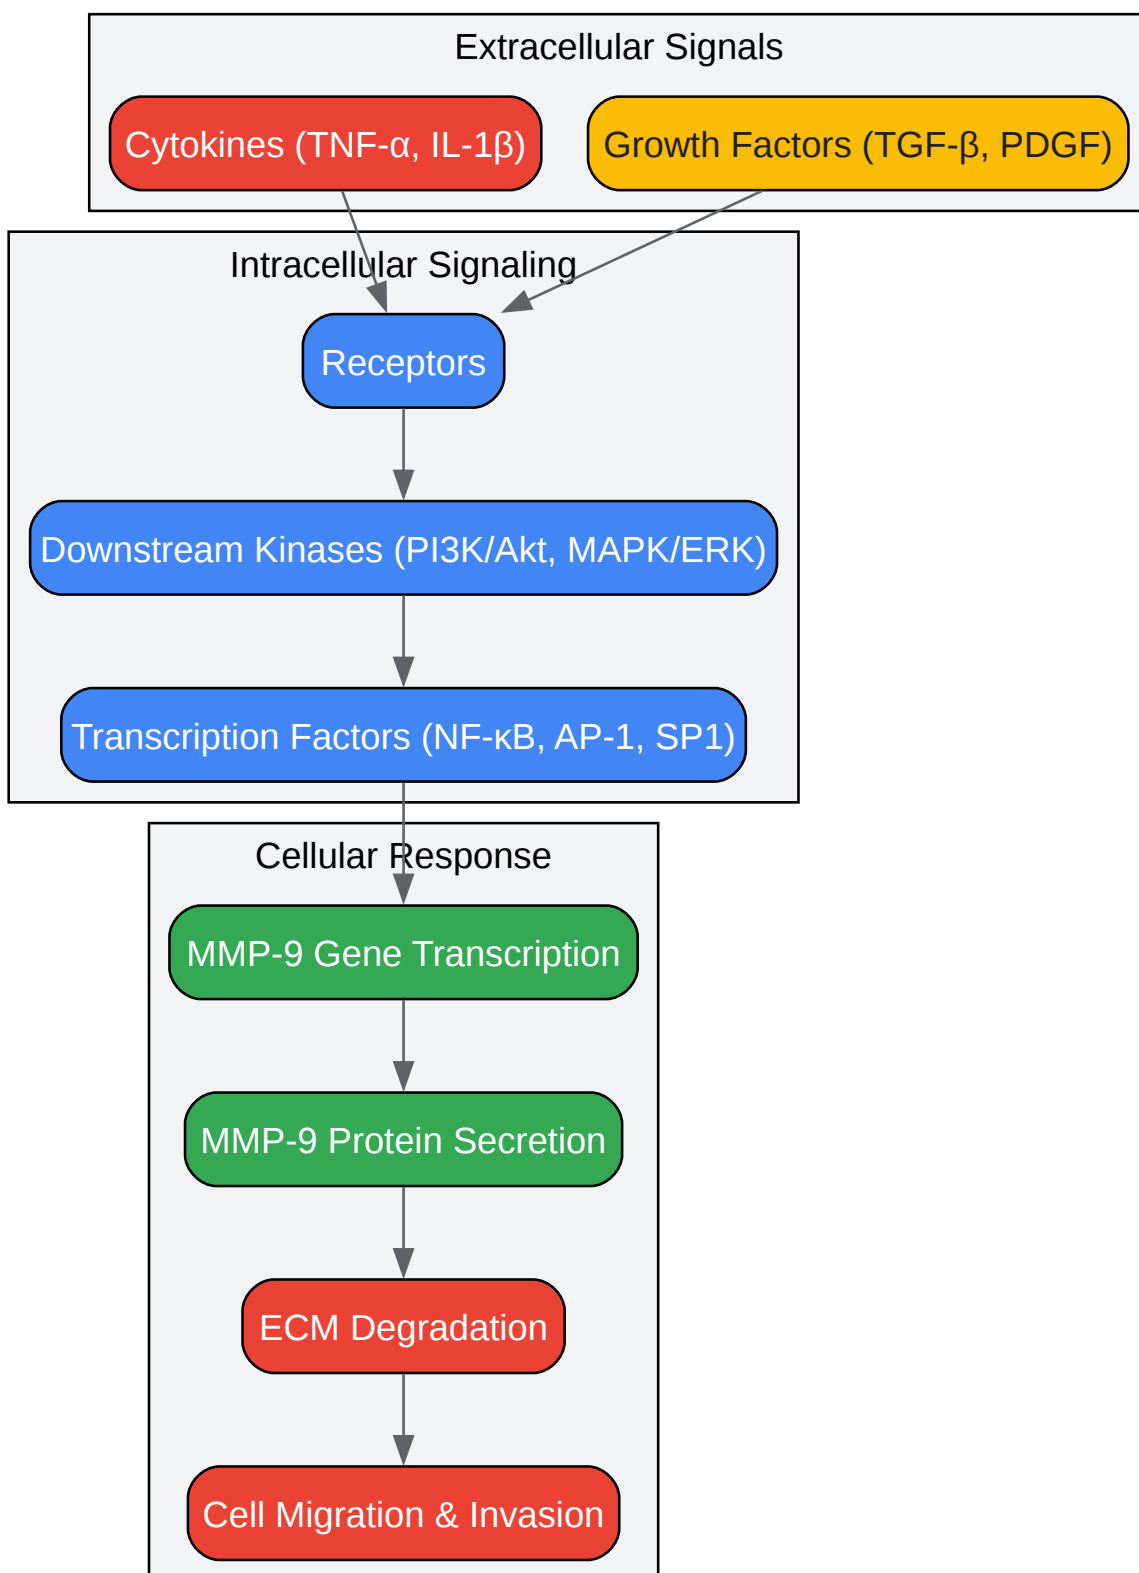 Extracellular Signals
Cytokines (TNF-α, IL-1β)
Growth Factors (TGF-β, PDGF)
Intracellular Signaling
Receptors
Downstream Kinases (PI3K/Akt, MAPK/ERK)
Transcription Factors (NF-κB, AP-1, SP1)
Cellular Response
MMP-9 Gene Transcription
MMP-9 Protein Secretion
ECM Degradation
Cell Migration & Invasion